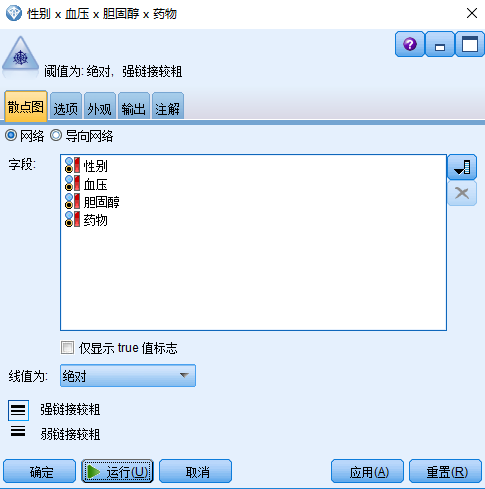 性别 x 血压 x 胆固醇 x 药物
阈值为: 绝对, 强链接较粗
散点图 选项 外观 输出 注解
网络 导向网络
字段:
性别
血压
胆固醇
药物
仅显示 true 值标志
线值为: 绝对
强链接较粗
弱链接较粗
确定 运行(U) 取消 应用(A) 重置(R)